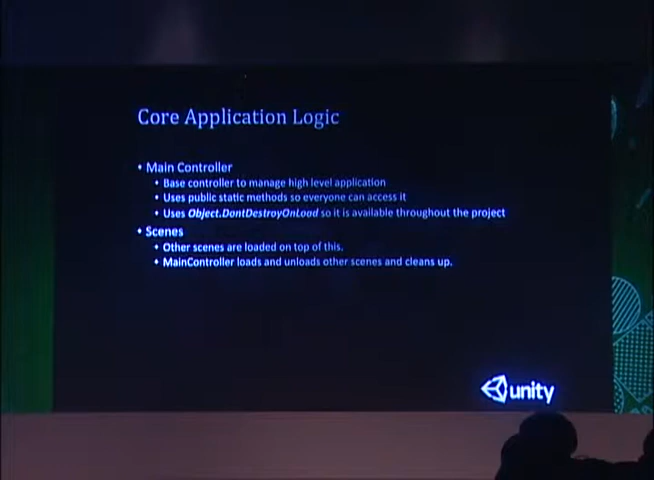 Core Application Logic
• Main Controller
• Base controller to manage high level application
• Uses public static methods so everyone can access it
• Uses Object.DontDestroyOnLoad so it is available throughout the project
• Scenes
• Other scenes are loaded on top of this.
• MainController loads and unloads other scenes and cleans up.
unity